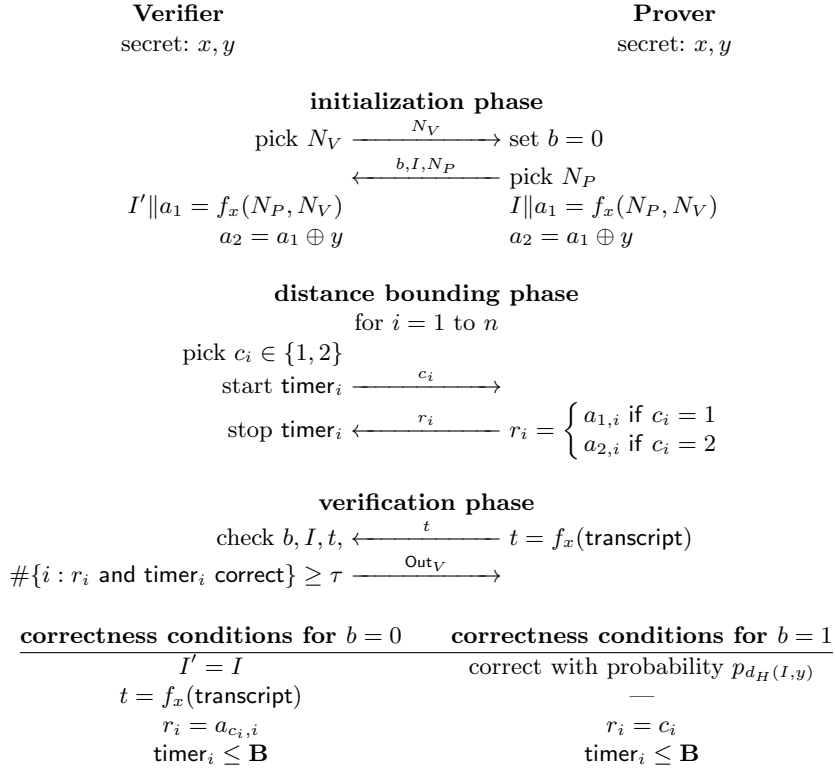 Verifier Prover
secret: x, y secret: x, y
initialization phase
pick N_V —N_V→ set b = 0
←b, I, N_P— pick N_P
I′‖a_1 = f_x(N_P, N_V) I‖a_1 = f_x(N_P, N_V)
a_2 = a_1 ⊕ y a_2 = a_1 ⊕ y
distance bounding phase
for i = 1 to n
pick c_i ∈ {1, 2}
start timer_i —c_i→
stop timer_i ←r_i— r_i = { a_{1,i} if c_i = 1
a_{2,i} if c_i = 2
verification phase
check b, I, t, ←t— t = f_x(transcript)
#{i : r_i and timer_i correct} ≥ τ —Out_V→
correctness conditions for b = 0 correctness conditions for b = 1
I′ = I correct with probability p_{d_H(I,y)}
t = f_x(transcript) —
r_i = a_{c_i,i} r_i = c_i
timer_i ≤ B timer_i ≤ B